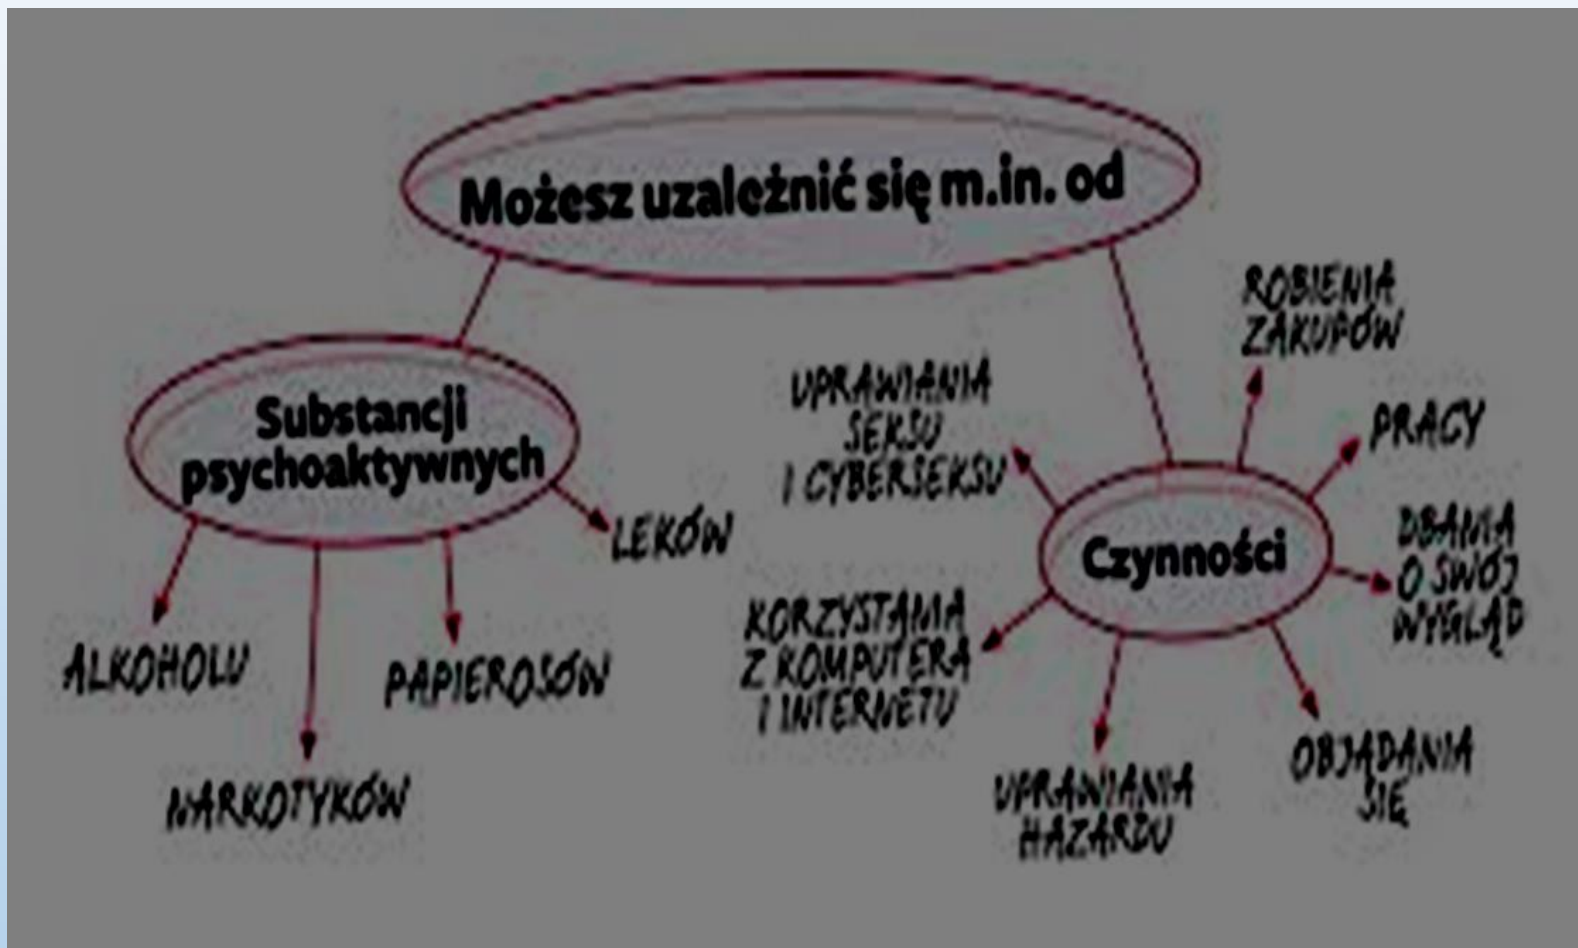 Możesz uzależnić się m.in. od
Substancji
psychoaktywnych
ALKOHOLU
NARKOTYKÓW
PAPIEROSÓW
LEKÓW
Czynności
UPRAWIANIA
SEKSU
I CYBERSEKSU
ROBIENIA
ZAKUPÓW
PRACY
DBANIA
O SWÓJ
WYGLĄD
OBJADANIA
SIĘ
UPRAWIANIA
HAZARDU
KORZYSTANIA
Z KOMPUTERA
I INTERNETU